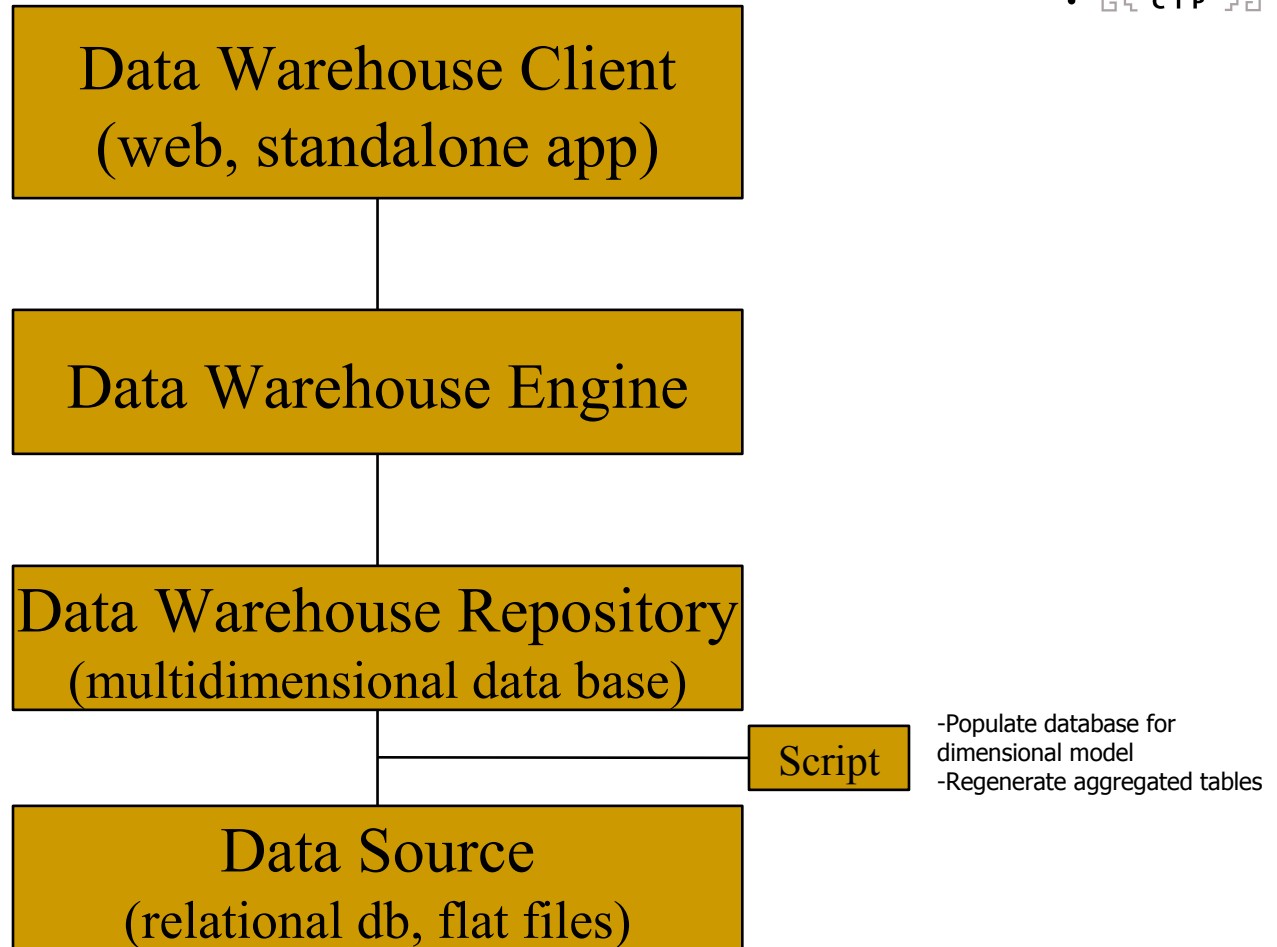 • CIP
Data Warehouse Client
(web, standalone app)
Data Warehouse Engine
Data Warehouse Repository
(multidimensional data base)
Script
-Populate database for
dimensional model
-Regenerate aggregated tables
Data Source
(relational db, flat files)